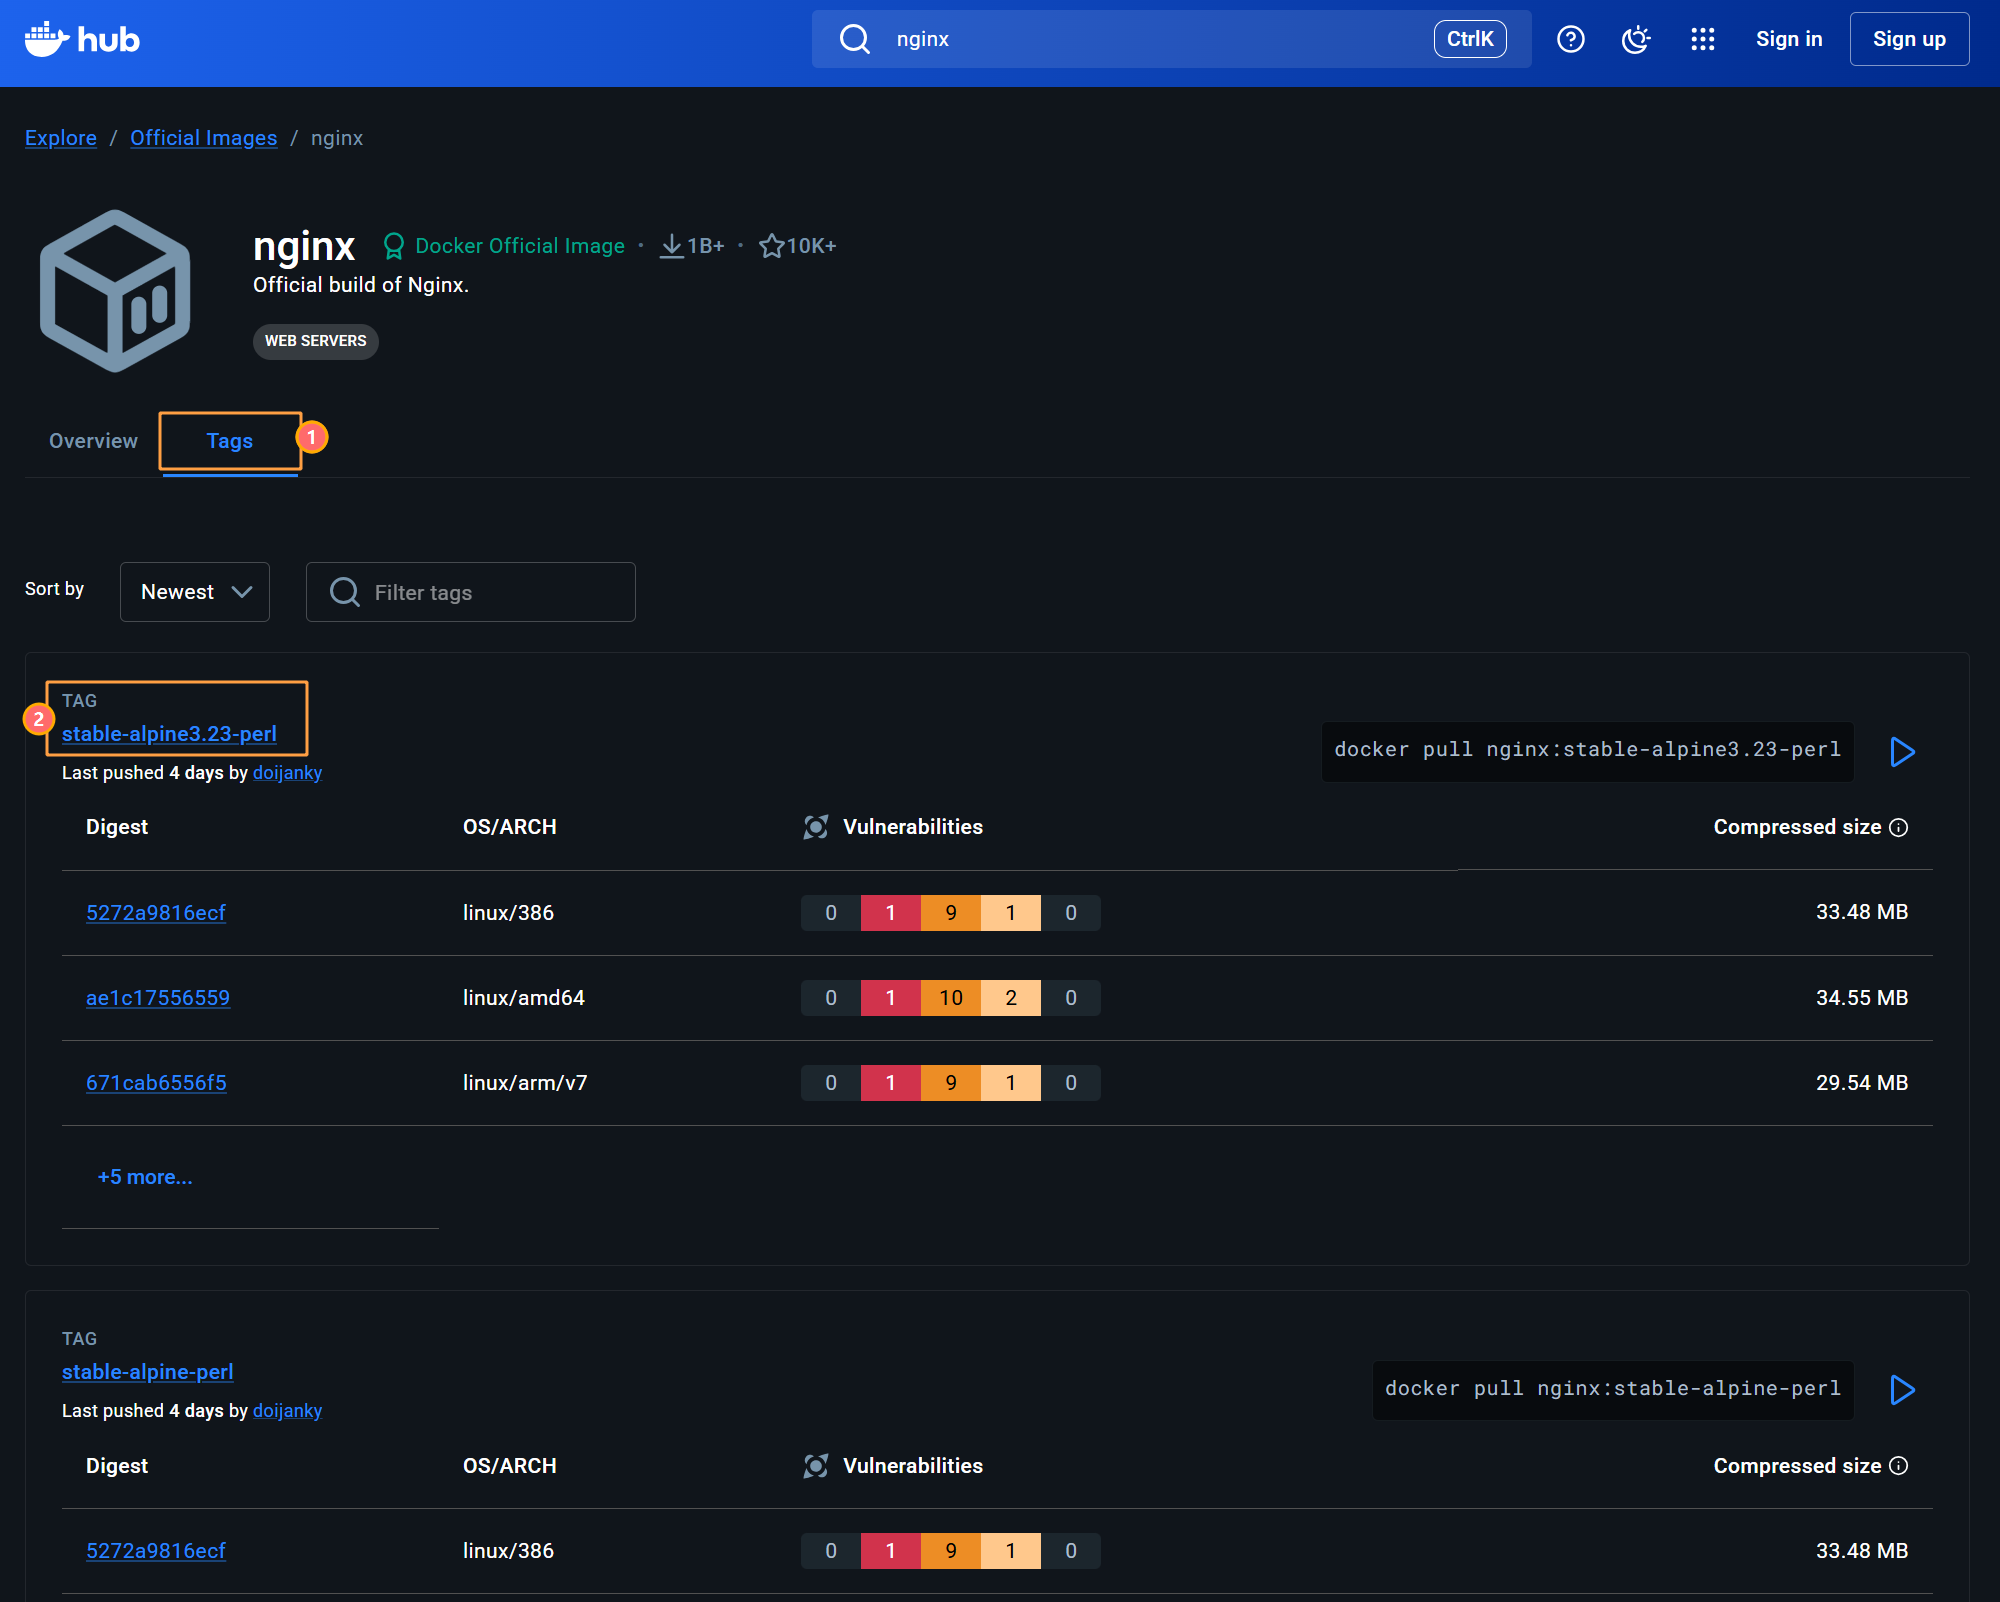 hub
nginx
CtrlK
Sign in
Sign up
Explore / Official Images / nginx
nginx Docker Official Image • 1B+ • 10K+
Official build of Nginx.
WEB SERVERS
Overview
Tags
1
Sort by
Newest
Filter tags
TAG
2
stable-alpine3.23-perl
Last pushed 4 days by doijanky
docker pull nginx:stable-alpine3.23-perl
Digest OS/ARCH Vulnerabilities Compressed size
5272a9816ecf linux/386 0 1 9 1 0 33.48 MB
ae1c17556559 linux/amd64 0 1 10 2 0 34.55 MB
671cab6556f5 linux/arm/v7 0 1 9 1 0 29.54 MB
+5 more...
TAG
stable-alpine-perl
Last pushed 4 days by doijanky
docker pull nginx:stable-alpine-perl
Digest OS/ARCH Vulnerabilities Compressed size
5272a9816ecf linux/386 0 1 9 1 0 33.48 MB